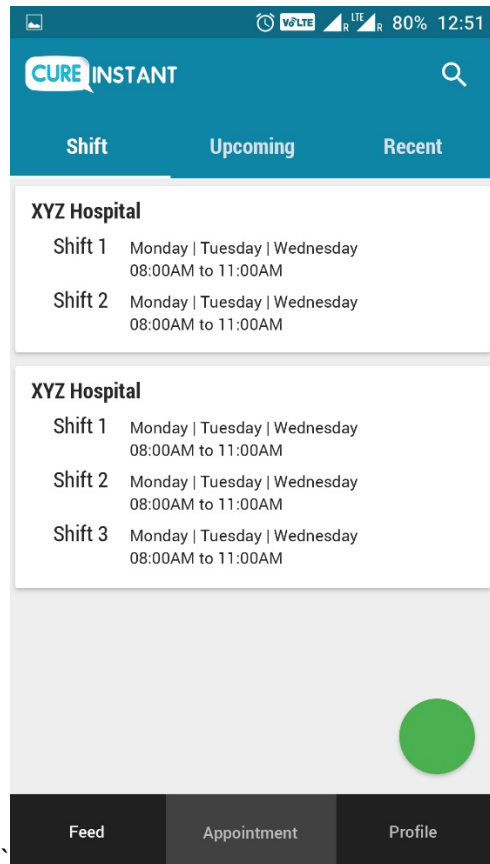 VoLTE R LTE R 80% 12:51
CURE INSTANT
Shift Upcoming Recent
XYZ Hospital
Shift 1 Monday | Tuesday | Wednesday
08:00AM to 11:00AM
Shift 2 Monday | Tuesday | Wednesday
08:00AM to 11:00AM
XYZ Hospital
Shift 1 Monday | Tuesday | Wednesday
08:00AM to 11:00AM
Shift 2 Monday | Tuesday | Wednesday
08:00AM to 11:00AM
Shift 3 Monday | Tuesday | Wednesday
08:00AM to 11:00AM
Feed Appointment Profile
`